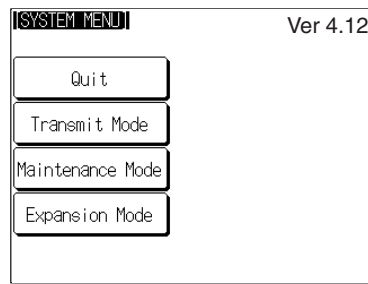 [SYSTEM MENU]
Ver 4.12
Quit
Transmit Mode
Maintenance Mode
Expansion Mode